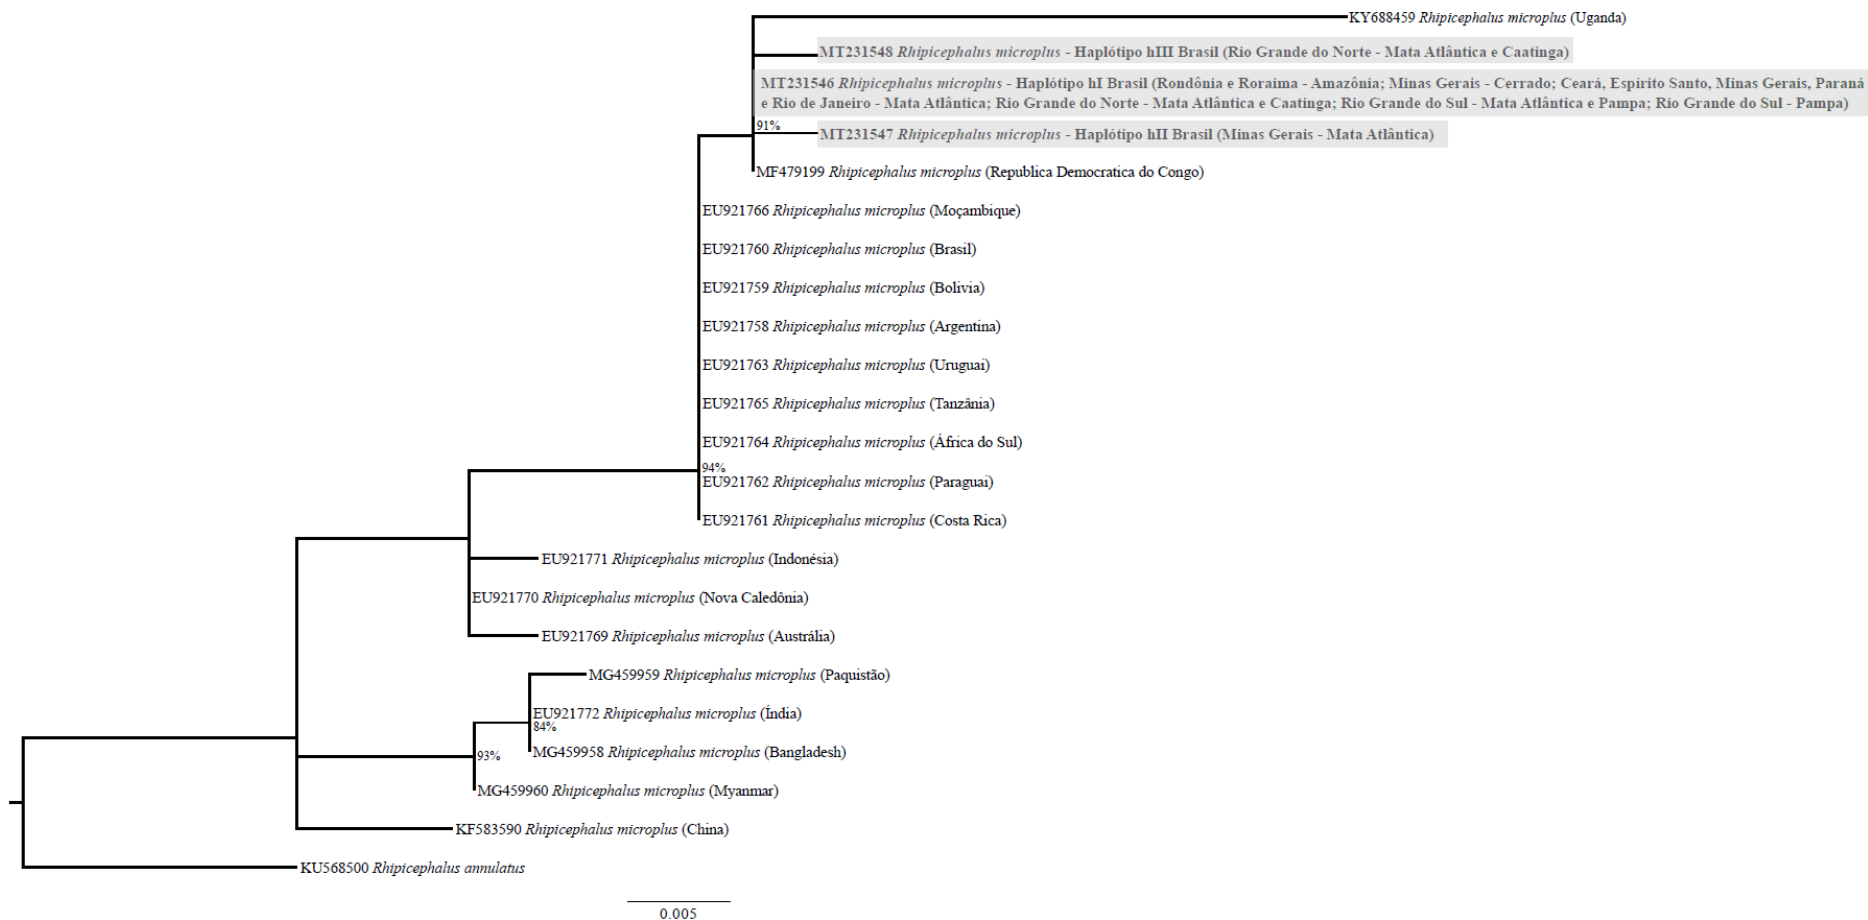 KY688459 Rhipicephalus microplus (Uganda)
MT231548 Rhipicephalus microplus - Haplótipo hIII Brasil (Rio Grande do Norte - Mata Atlântica e Caatinga)
MT231546 Rhipicephalus microplus - Haplótipo hI Brasil (Rondônia e Roraima - Amazônia; Minas Gerais - Cerrado; Ceará, Espírito Santo, Minas Gerais, Paraná
e Rio de Janeiro - Mata Atlântica; Rio Grande do Norte - Mata Atlântica e Caatinga; Rio Grande do Sul - Mata Atlântica e Pampa; Rio Grande do Sul - Pampa)
91%
MT231547 Rhipicephalus microplus - Haplótipo hII Brasil (Minas Gerais - Mata Atlântica)
MF479199 Rhipicephalus microplus (Republica Democratica do Congo)
EU921766 Rhipicephalus microplus (Moçambique)
EU921760 Rhipicephalus microplus (Brasil)
EU921759 Rhipicephalus microplus (Bolivia)
EU921758 Rhipicephalus microplus (Argentina)
EU921763 Rhipicephalus microplus (Uruguai)
EU921765 Rhipicephalus microplus (Tanzânia)
EU921764 Rhipicephalus microplus (África do Sul)
94%
EU921762 Rhipicephalus microplus (Paraguai)
EU921761 Rhipicephalus microplus (Costa Rica)
EU921771 Rhipicephalus microplus (Indonésia)
EU921770 Rhipicephalus microplus (Nova Caledônia)
EU921769 Rhipicephalus microplus (Austrália)
MG459959 Rhipicephalus microplus (Paquistão)
EU921772 Rhipicephalus microplus (Índia)
84%
MG459958 Rhipicephalus microplus (Bangladesh)
93%
MG459960 Rhipicephalus microplus (Myanmar)
KF583590 Rhipicephalus microplus (China)
KU568500 Rhipicephalus annulatus
0.005